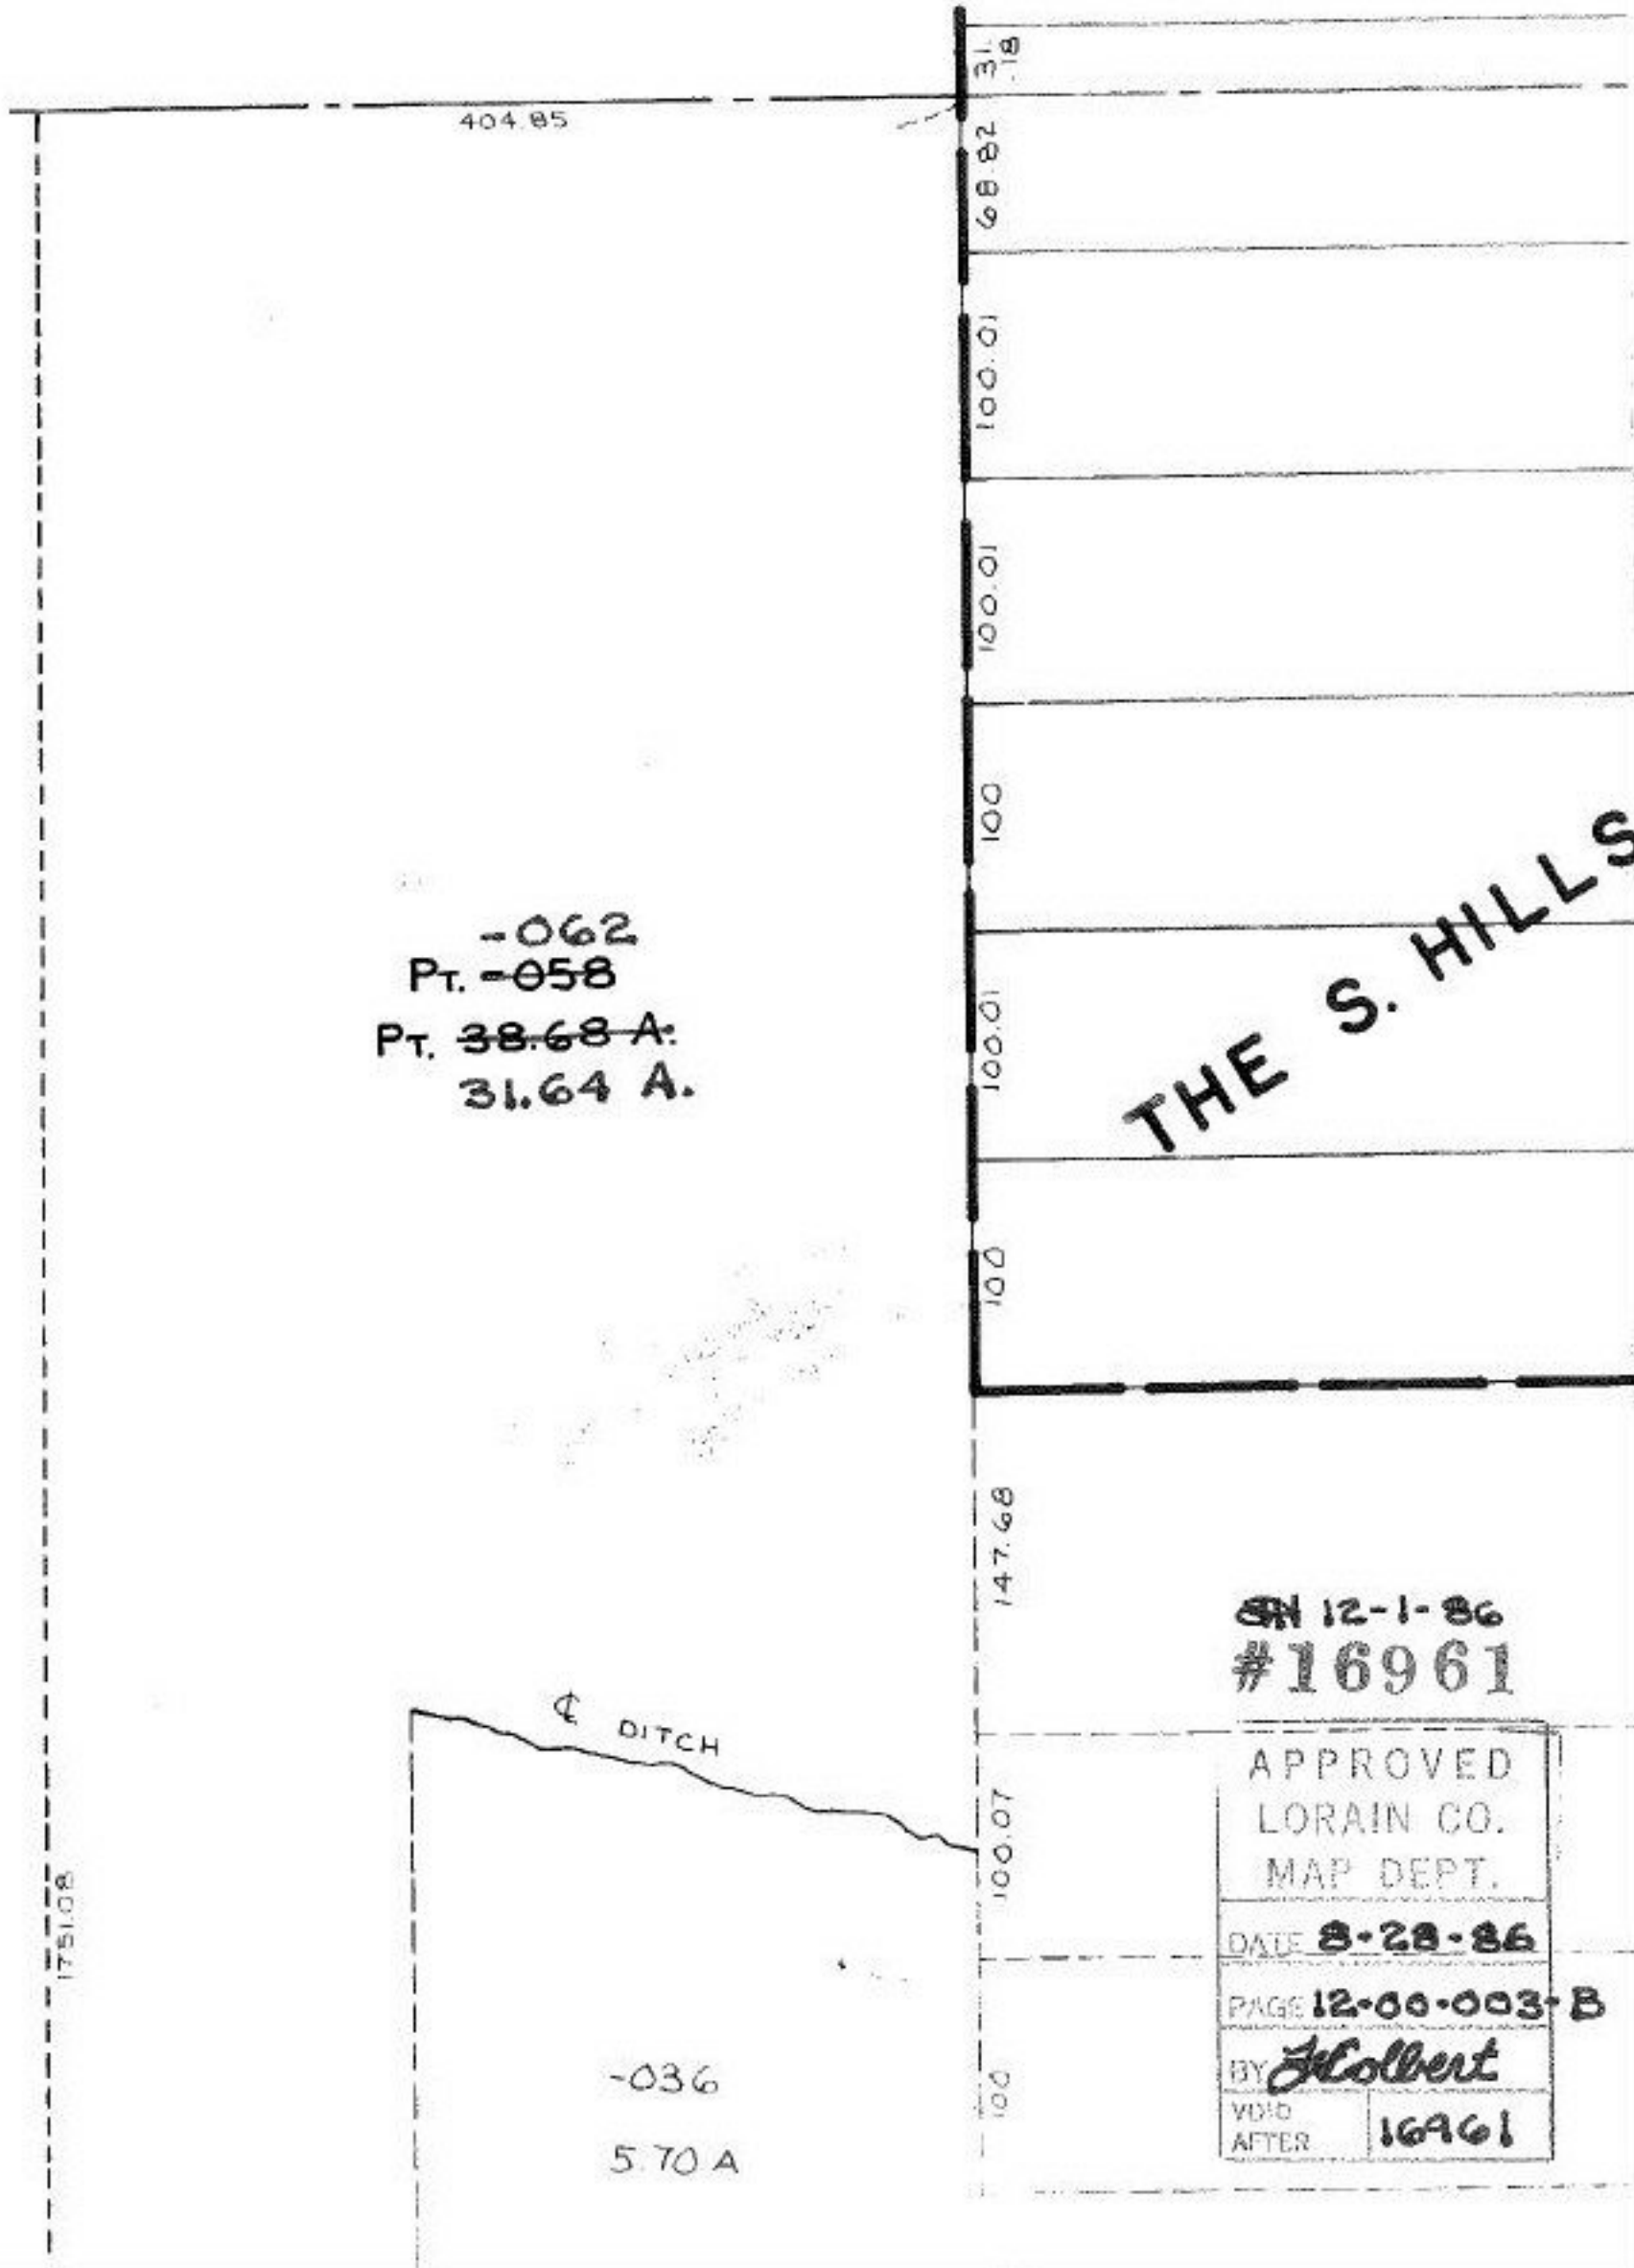 31.18
404.85
68.82
100.01
100.01
100
-062
PT. -058
PT. 38.68 A.
31.64 A.
THE S. HILLS
100.01
100
147.68
12-1-86
#16961
℄ DITCH
APPROVED
LORAIN CO.
MAP DEPT.
100.07
1751.08
DATE 8-28-86
PAGE 12-00-003-B
BY Colbert
-036
100
VOID AFTER 16961
5.70 A